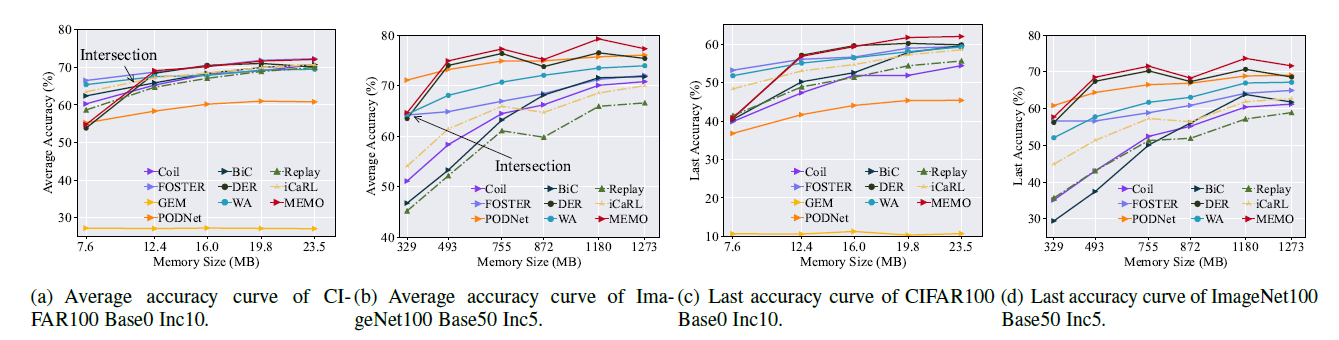 80
70
60
50
40
30
Average Accuracy (%)
Intersection
Coil
BiC
Replay
FOSTER
DER
iCaRL
GEM
WA
MEMO
PODNet
7.6 12.4 16.0 19.8 23.5
Memory Size (MB)
80
70
60
50
40
Average Accuracy (%)
Intersection
Coil
BiC
Replay
FOSTER
DER
iCaRL
PODNet
WA
MEMO
329 493 755 872 1180 1273
Memory Size (MB)
60
50
40
30
20
10
Last Accuracy (%)
Coil
BiC
Replay
FOSTER
DER
iCaRL
GEM
WA
MEMO
PODNet
7.6 12.4 16.0 19.8 23.5
Memory Size (MB)
80
70
60
50
40
30
Last Accuracy (%)
Coil
BiC
Replay
FOSTER
DER
iCaRL
PODNet
WA
MEMO
329 493 755 872 1180 1273
Memory Size (MB)
(a) Average accuracy curve of CI-
FAR100 Base0 Inc10.
(b) Average accuracy curve of Ima-
geNet100 Base50 Inc5.
(c) Last accuracy curve of CIFAR100
Base0 Inc10.
(d) Last accuracy curve of ImageNet100
Base50 Inc5.